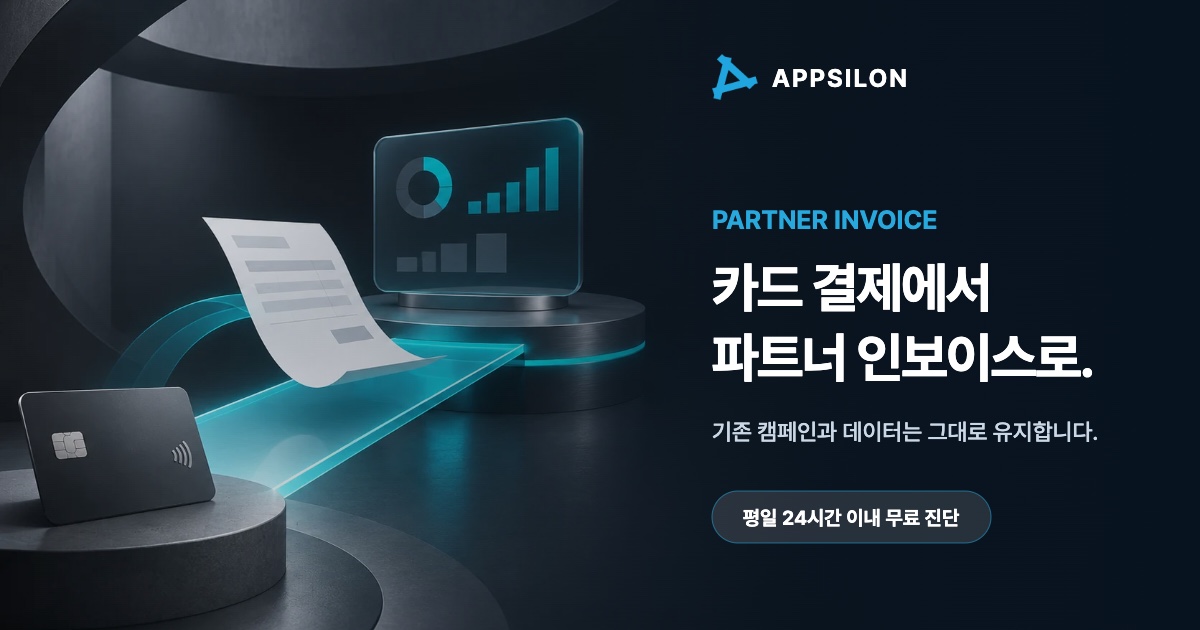 APPSILON
PARTNER INVOICE
카드 결제에서
파트너 인보이스로.
기존 캠페인과 데이터는 그대로 유지합니다.
평일 24시간 이내 무료 진단